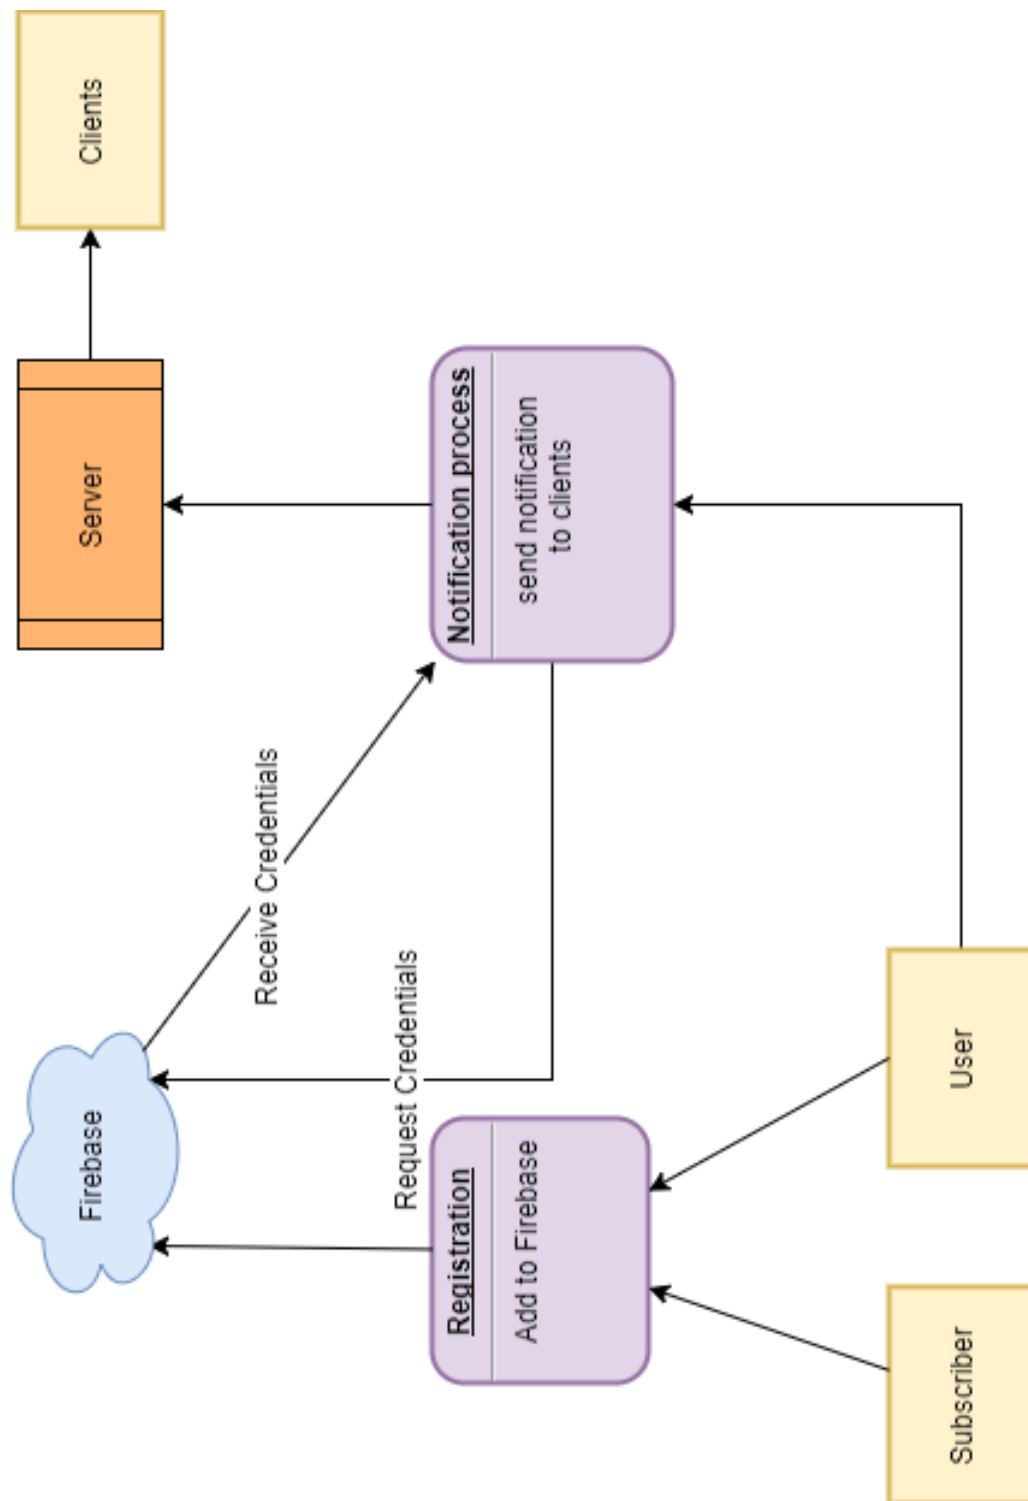 Firebase
Server
Clients
Receive Credentials
Request Credentials
Registration
Add to Firebase
Notification process
send notification
to clients
Subscriber
User